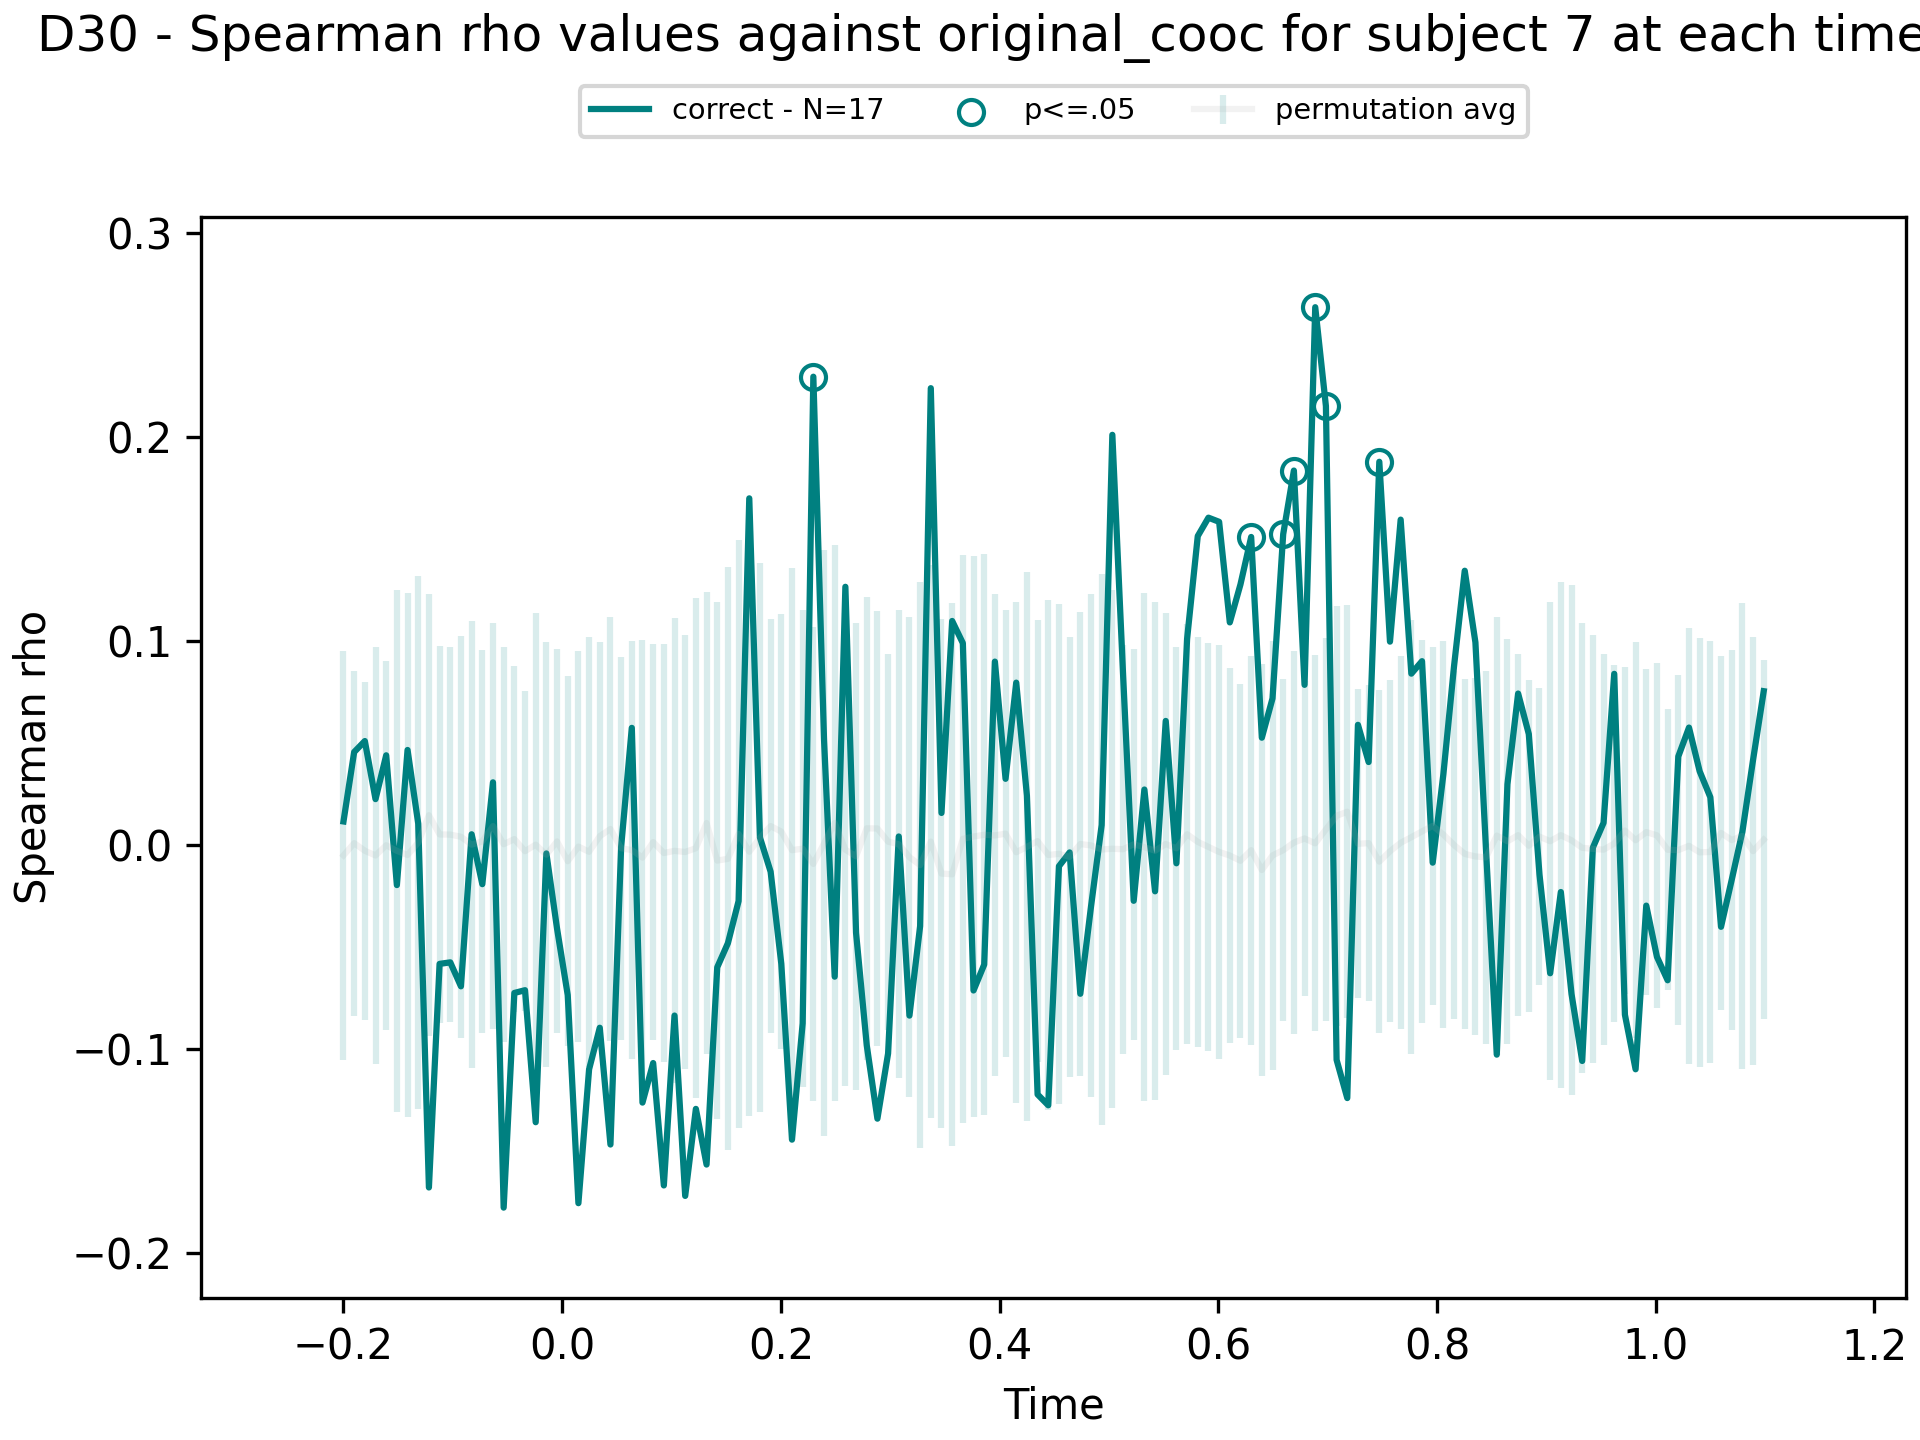 D30 - Spearman rho values against original_cooc for subject 7 at each time
correct - N=17 p<=.05 permutation avg
0.3
0.2
0.1
0.0
−0.1
−0.2
Spearman rho
−0.2 0.0 0.2 0.4 0.6 0.8 1.0 1.2
Time